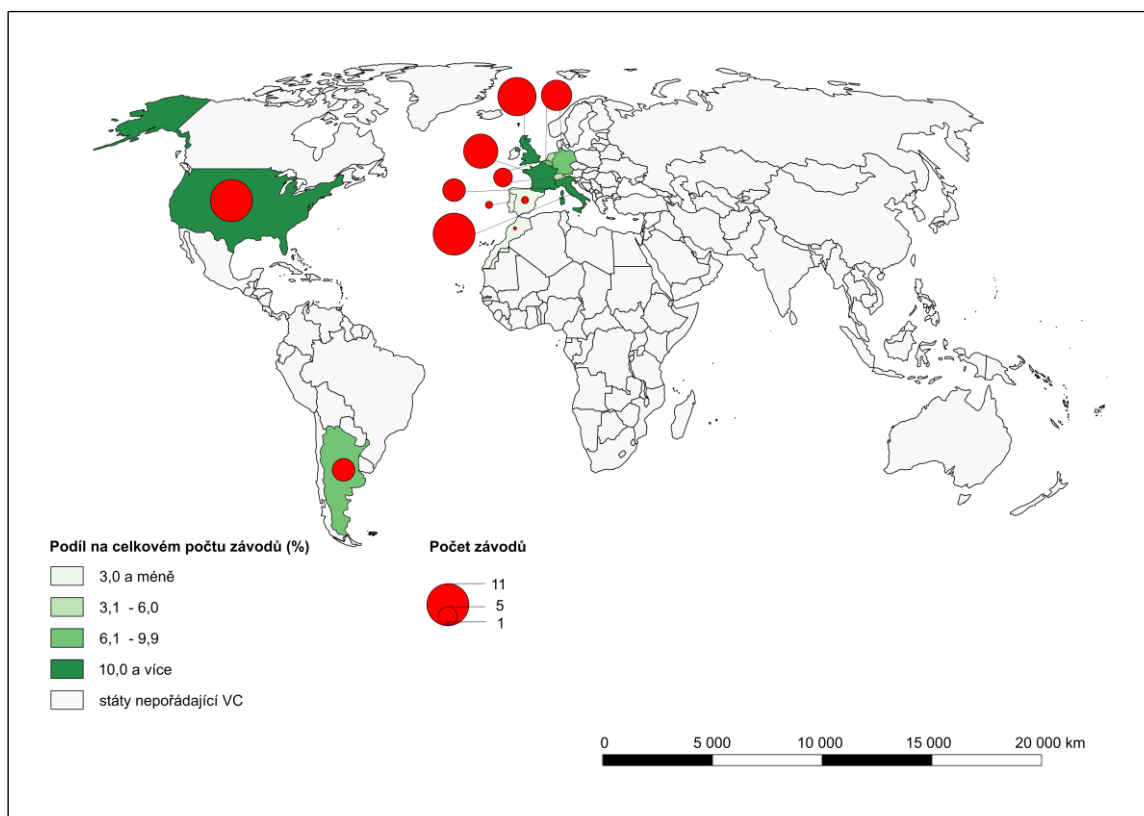 Podíl na celkovém počtu závodů (%)
3,0 a méně
3,1 - 6,0
6,1 - 9,9
10,0 a více
státy nepořádající VC
Počet závodů
11
5
1
0 5 000 10 000 15 000 20 000 km